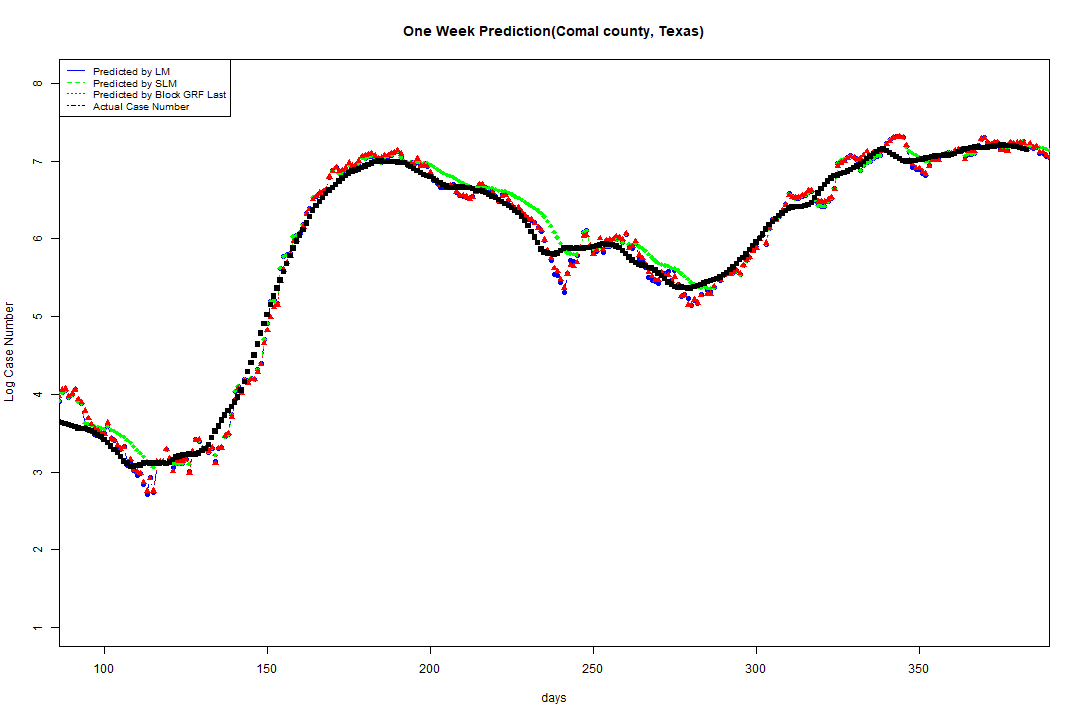 One Week Prediction(Comal county, Texas)
Predicted by LM
Predicted by SLM
Predicted by Block GRF Last
Actual Case Number
8
7
6
5
4
3
2
1
Log Case Number
100 150 200 250 300 350
days